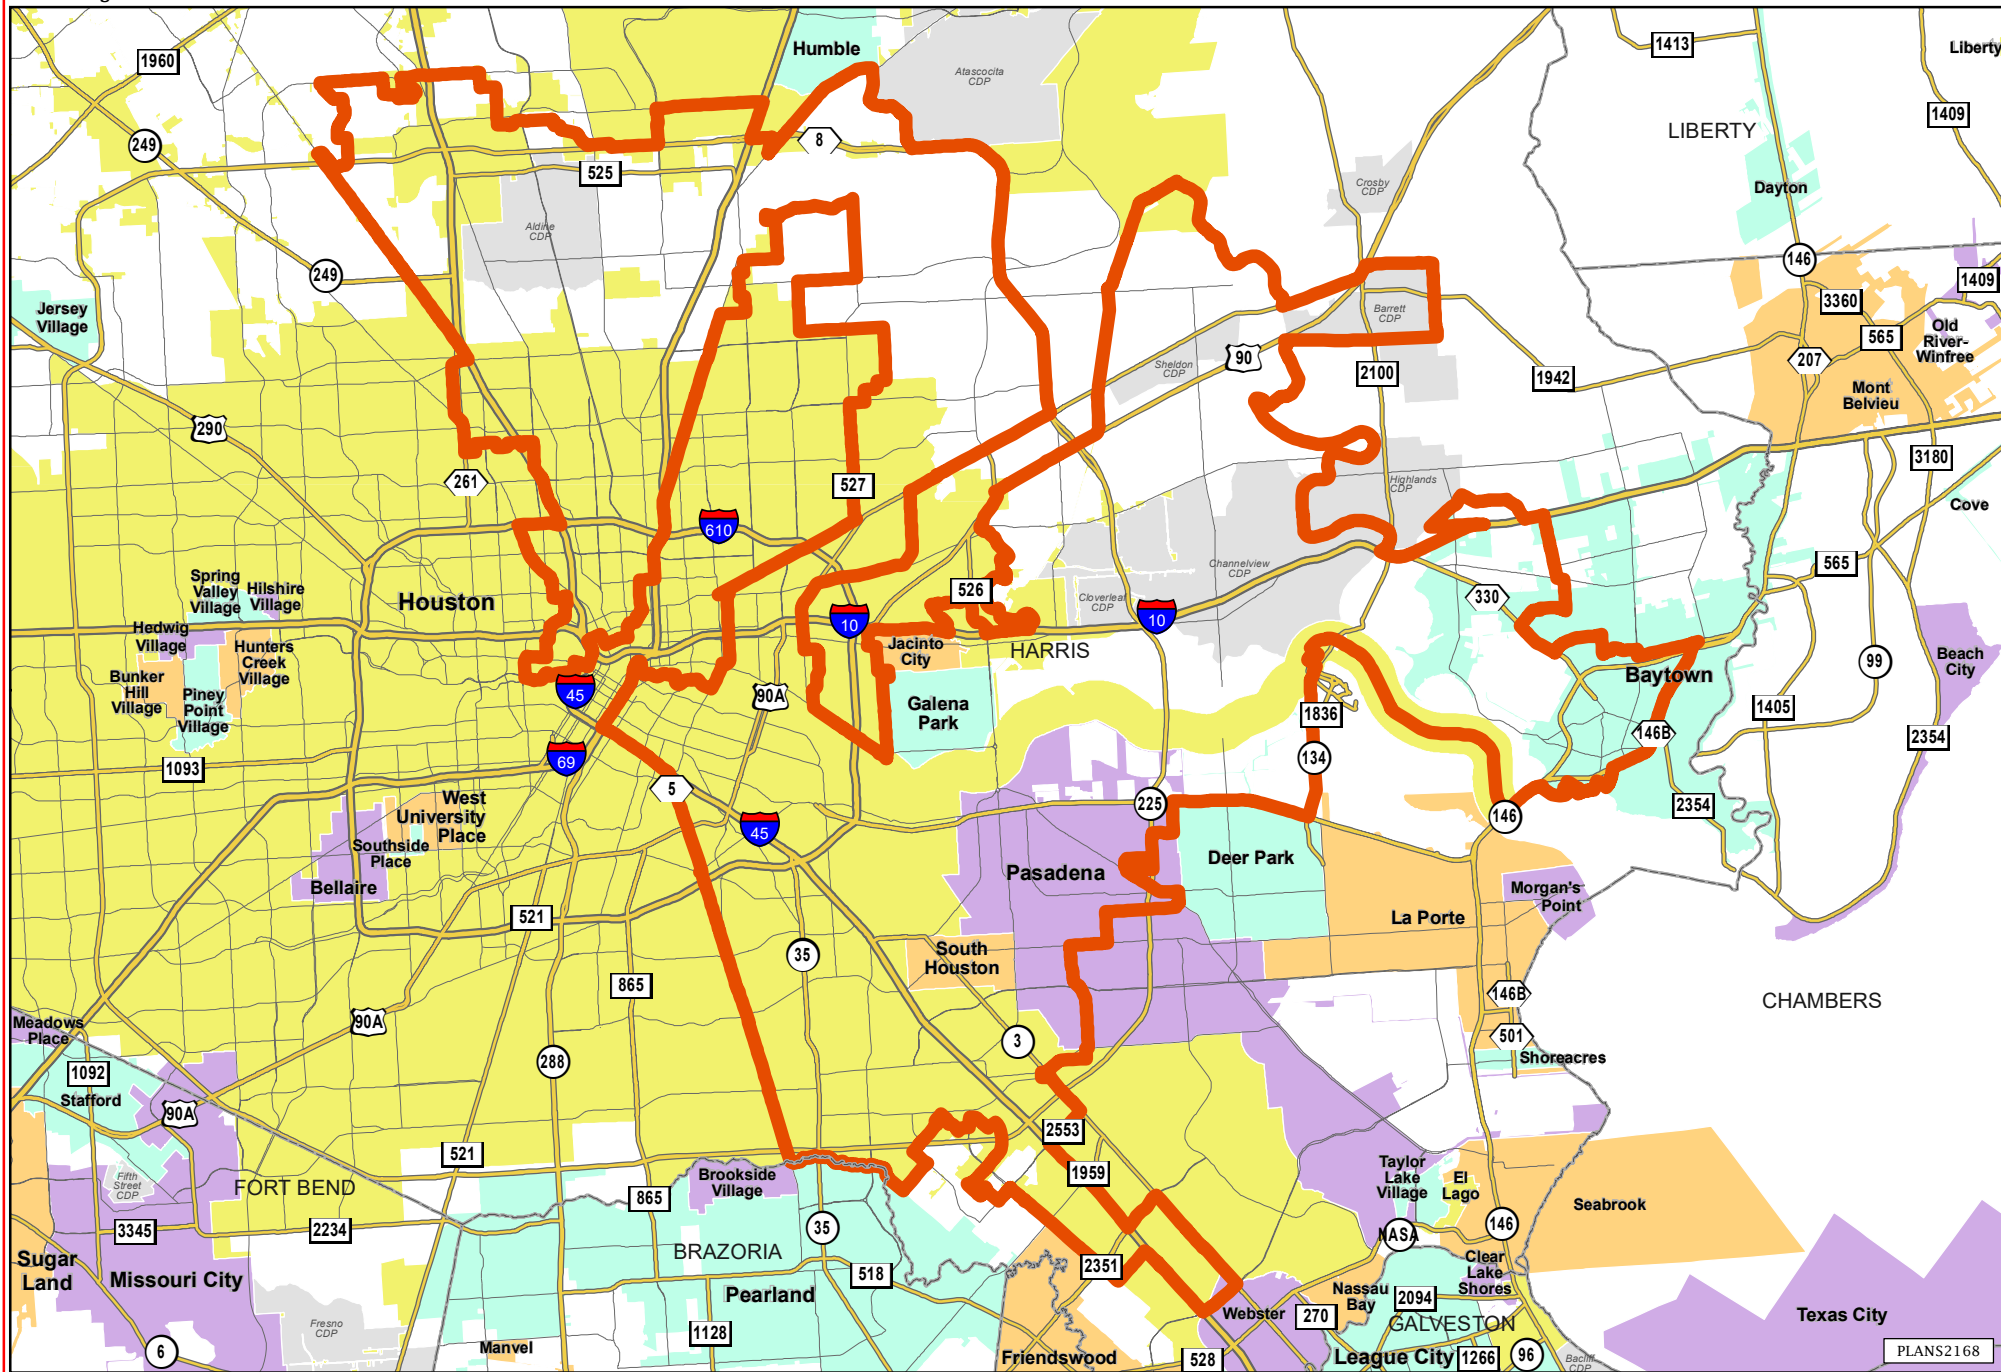 Humble
1960
1413
Liberty
Atascocita
CDP
1409
249
8
LIBERTY
525
Crosby
CDP
Dayton
Aldine
CDP
146
249
1409
Jersey
Village
3360
Barrett
CDP
565
Old
River-
Winfree
90
Sheldon
CDP
207
2100
1942
Mont
Belvieu
290
261
527
3180
Highlands
CDP
Cove
610
Channelview
CDP
565
Spring
Valley
Village
Hilshire
Village
526
Houston
Cloverleaf
CDP
330
10
10
Hedwig
Village
Jacinto
City
HARRIS
Hunters
Creek
Village
Beach
City
99
Bunker
Hill
Village
Baytown
45
90A
Piney
Point
Village
Galena
Park
1836
1405
146B
2354
69
134
1093
5
225
2354
West
University
Place
146
45
Southside
Place
Deer Park
Pasadena
Bellaire
Morgan's
Point
521
La Porte
35
South
Houston
865
146B
CHAMBERS
90A
Meadows
Place
501
3
288
Shoreacres
1092
Stafford
90A
2553
521
1959
Taylor
Lake
Village
Fifth
Street
CDP
Brookside
Village
El
Lago
FORT BEND
865
Seabrook
3345
2234
35
146
NASA
BRAZORIA
Sugar
Land
Missouri City
2351
Clear
Lake
Shores
518
Pearland
Nassau
Bay
2094
Webster
270
Texas City
Fresno
CDP
1128
GALVESTON
Manvel
6
Friendswood
528
League City
1266
96
Bacliff
CDP
PLANS2168